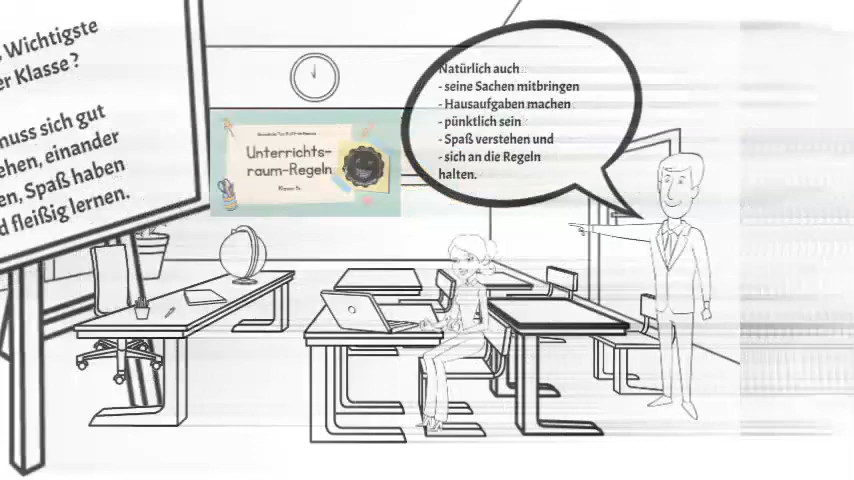 Wichtigste
er Klasse ?
muss sich gut
ehen, einander
en, Spaß haben
d fleißig lernen.
Unterrichts-
raum-Regeln
Natürlich auch
- seine Sachen mitbringen
- Hausaufgaben machen
- pünktlich sein
- Spaß verstehen und
- sich an die Regeln
halten.